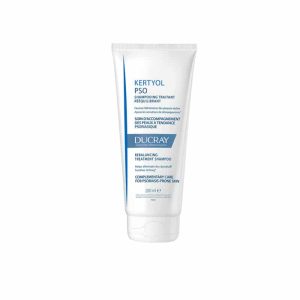 KERTYOL
PSO
SHAMPOOING TRAITANT
RÉÉQUILIBRANT
SOIN D'ACCOMPAGNEMENT
DES PEAUX À TENDANCE
PSORIASIQUE
DUCRAY
REBALANCING
TREATMENT SHAMPOO
COMPLEMENTARY CARE
FOR PSORIASIS-PRONE SKIN